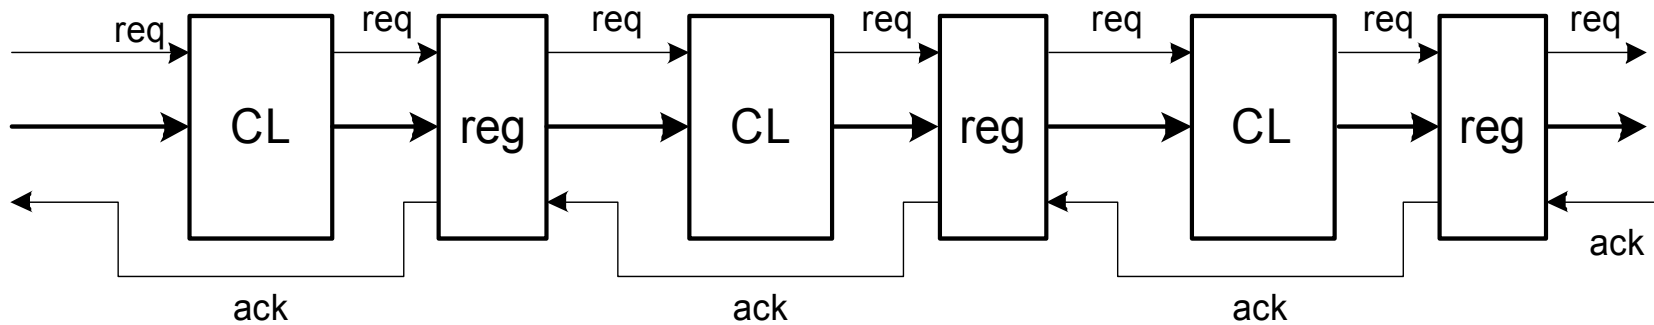 req req req req req req req
CL reg CL reg CL reg
ack
ack ack ack